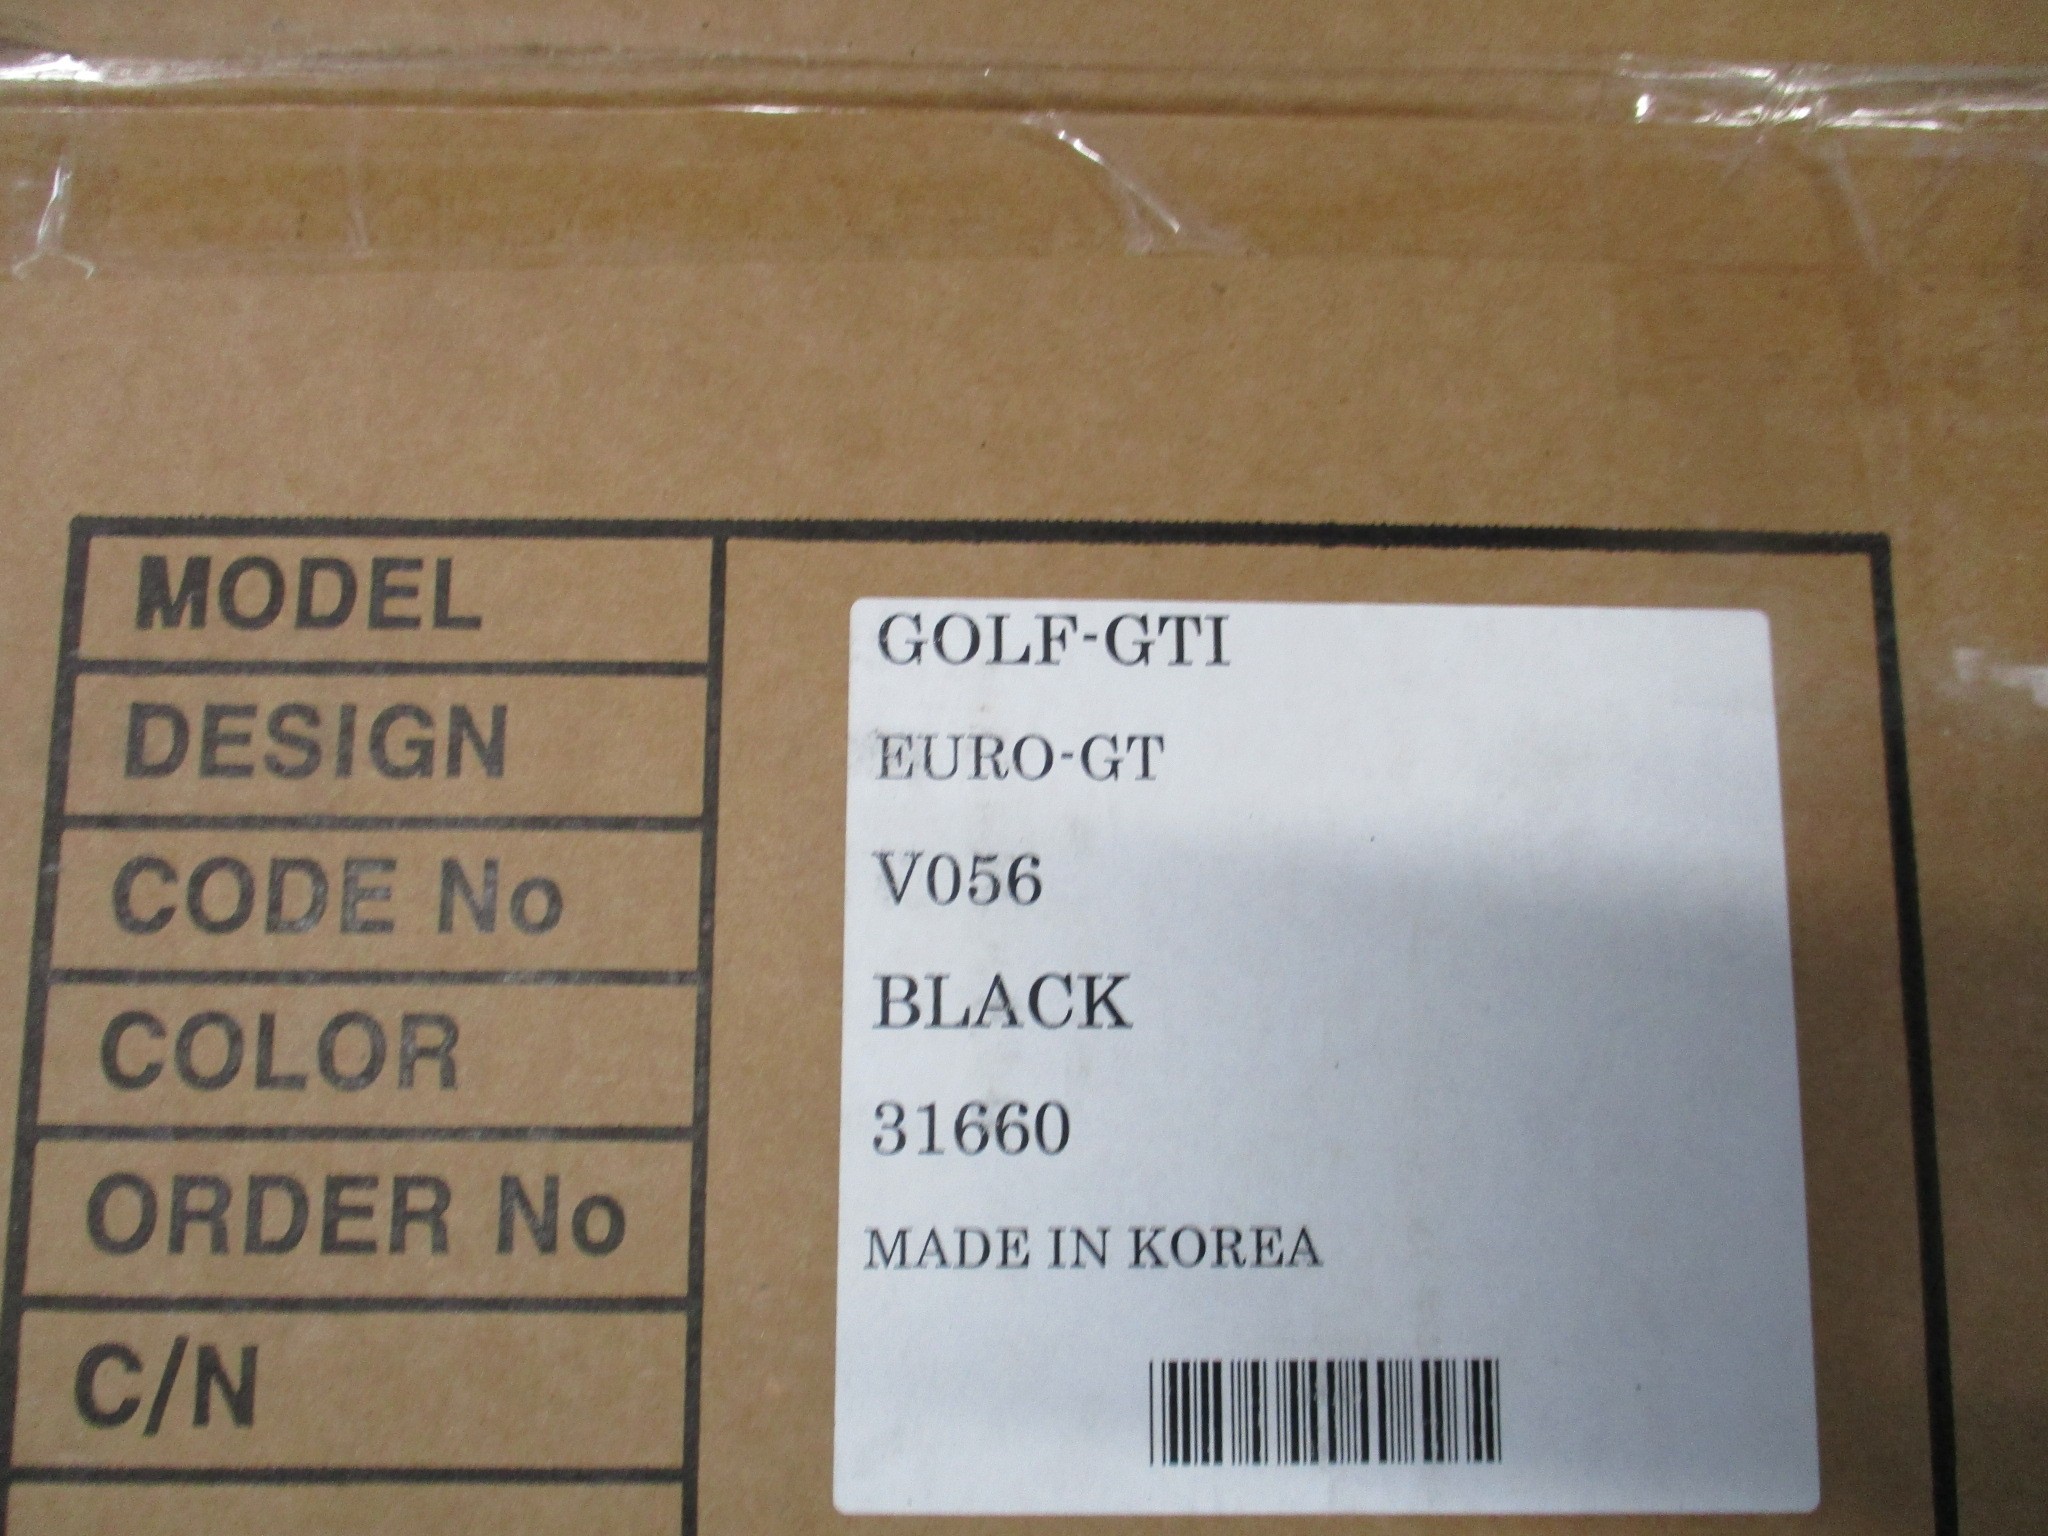 MODEL
GOLF-GTI
DESIGN
EURO-GT
CODE No
V056
COLOR
BLACK
ORDER No
31660
C/N
MADE IN KOREA